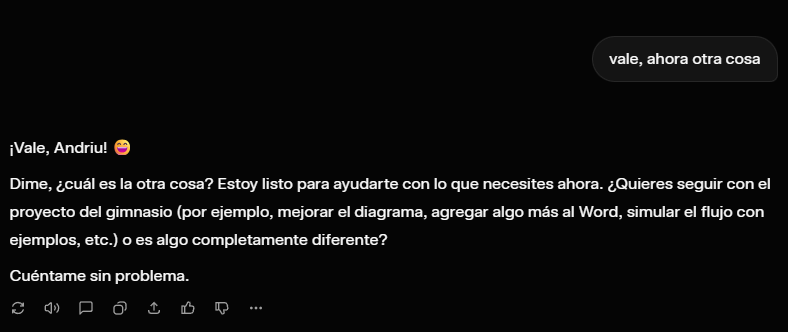 vale, ahora otra cosa
¡Vale, Andriu! 😄
Dime, ¿cuál es la otra cosa? Estoy listo para ayudarte con lo que necesites ahora. ¿Quieres seguir con el
proyecto del gimnasio (por ejemplo, mejorar el diagrama, agregar algo más al Word, simular el flujo con
ejemplos, etc.) o es algo completamente diferente?
Cuéntame sin problema.